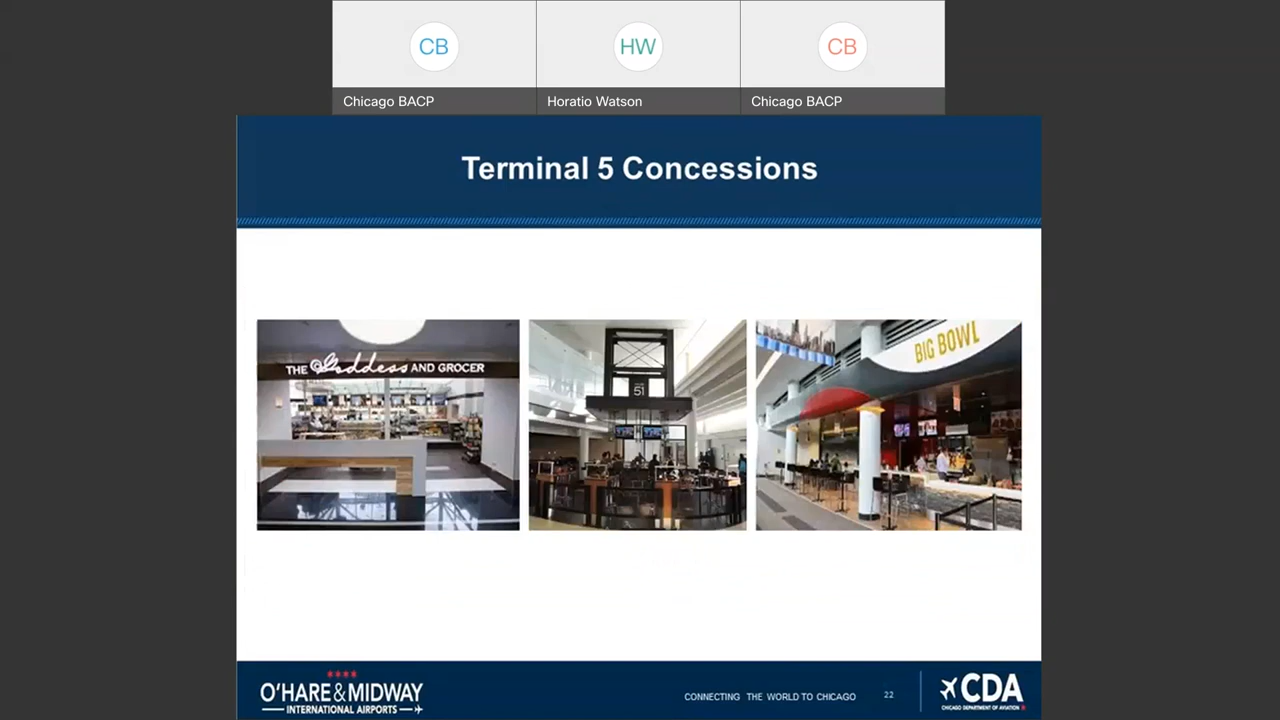 CB
HW
CB
Chicago BACP
Horatio Watson
Chicago BACP
Terminal 5 Concessions
THE Goddess AND GROCER
51
BIG BOWL
O'HARE & MIDWAY
INTERNATIONAL AIRPORTS
CONNECTING THE WORLD TO CHICAGO
22
CDA
CHICAGO DEPARTMENT OF AVIATION